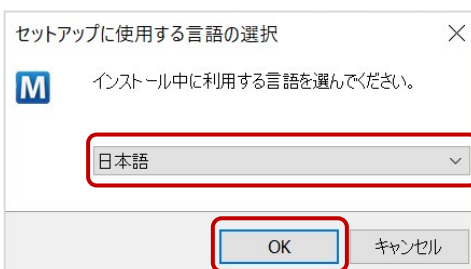 セットアップに使用する言語の選択
M
インストール中に利用する言語を選んでください。
日本語
OK
キャンセル